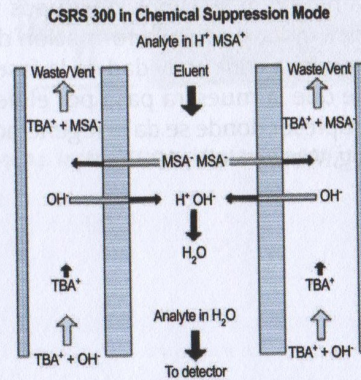 CSRS 300 in Chemical Suppression Mode
Analyte in H⁺ MSA⁻
Waste/Vent
Eluent
Waste/Vent
TBA⁺ + MSA⁻
TBA⁺ + MSA⁻
MSA⁻ MSA⁻
OH⁻
H⁺ OH⁻
OH⁻
H₂O
TBA⁺
TBA⁺
Analyte in H₂O
TBA⁺ + OH⁻
TBA⁺ + OH⁻
To detector